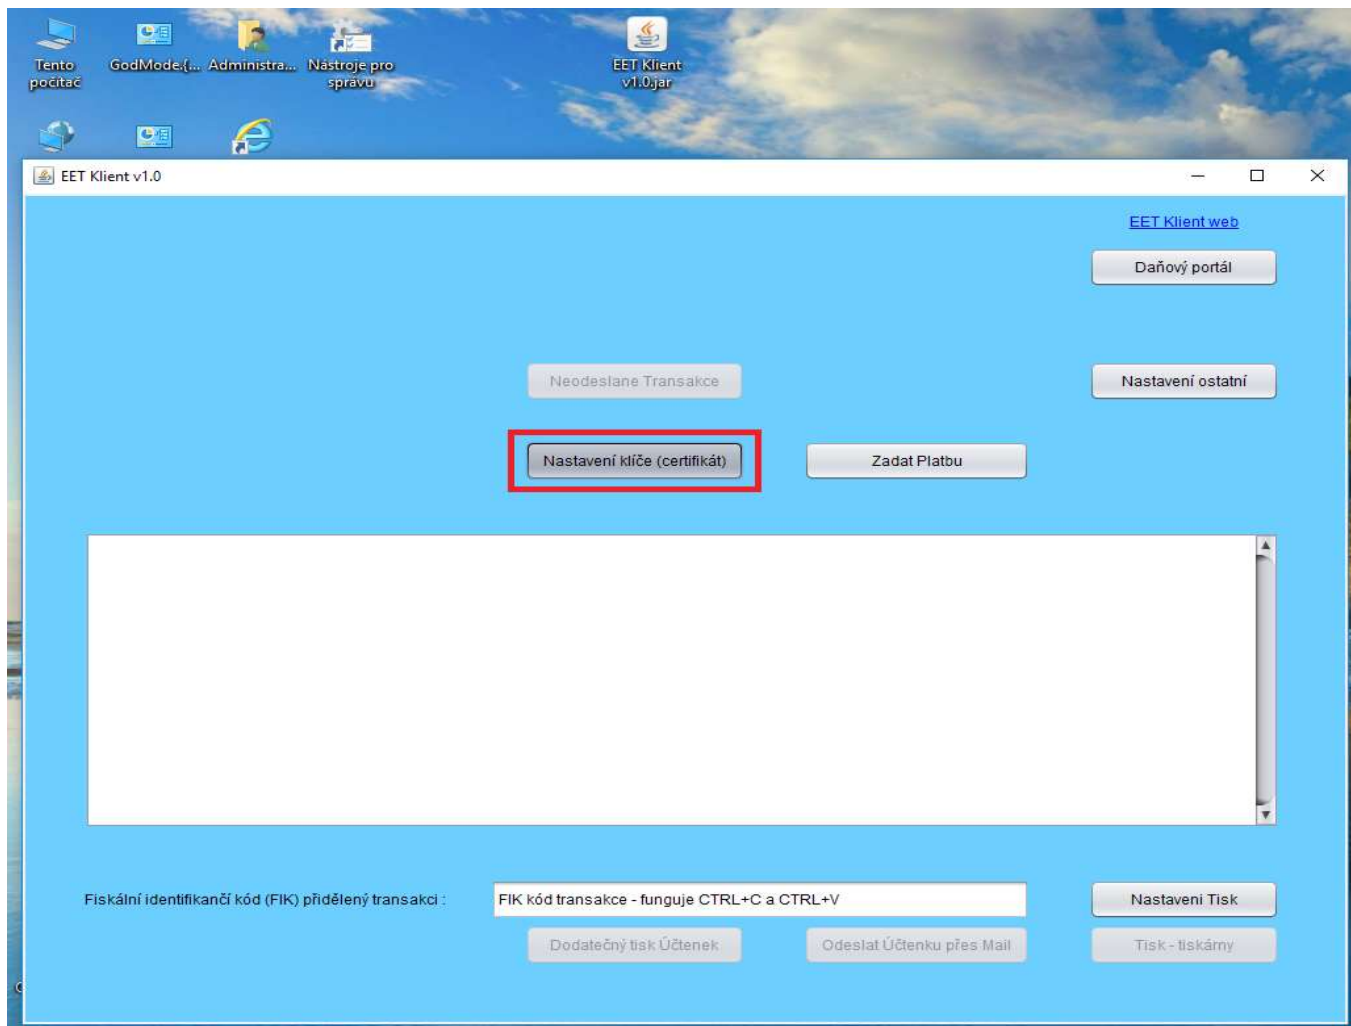 Tento
počítač
GodMode.{...
Administra...
Nástroje pro
správu
EET Klient
v1.0.jar
EET Klient v1.0
EET Klient web
Daňový portál
Neodeslane Transakce
Nastavení ostatní
Nastavení klíče (certifikát)
Zadat Platbu
Fiskální identifikančí kód (FIK) přidělený transakci :
FIK kód transakce - funguje CTRL+C a CTRL+V
Nastaveni Tisk
Dodatečný tisk Účtenek
Odeslat Účtenku přes Mail
Tisk - tiskárny